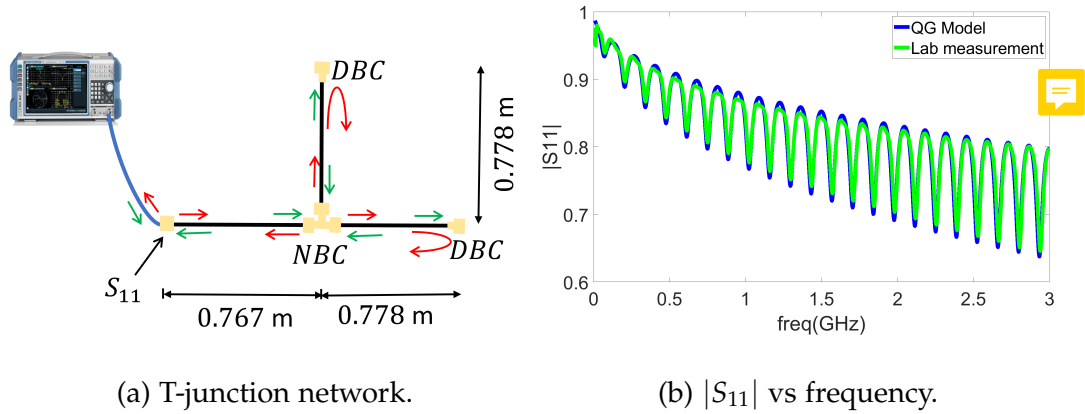 DBC
0.778 m
NBC
DBC
S₁₁
0.767 m
0.778 m
(a) T-junction network.
1
0.9
0.8
0.7
0.6
|S11|
0
0.5
1
1.5
2
2.5
3
freq(GHz)
QG Model
Lab measurement
(b) |S₁₁| vs frequency.